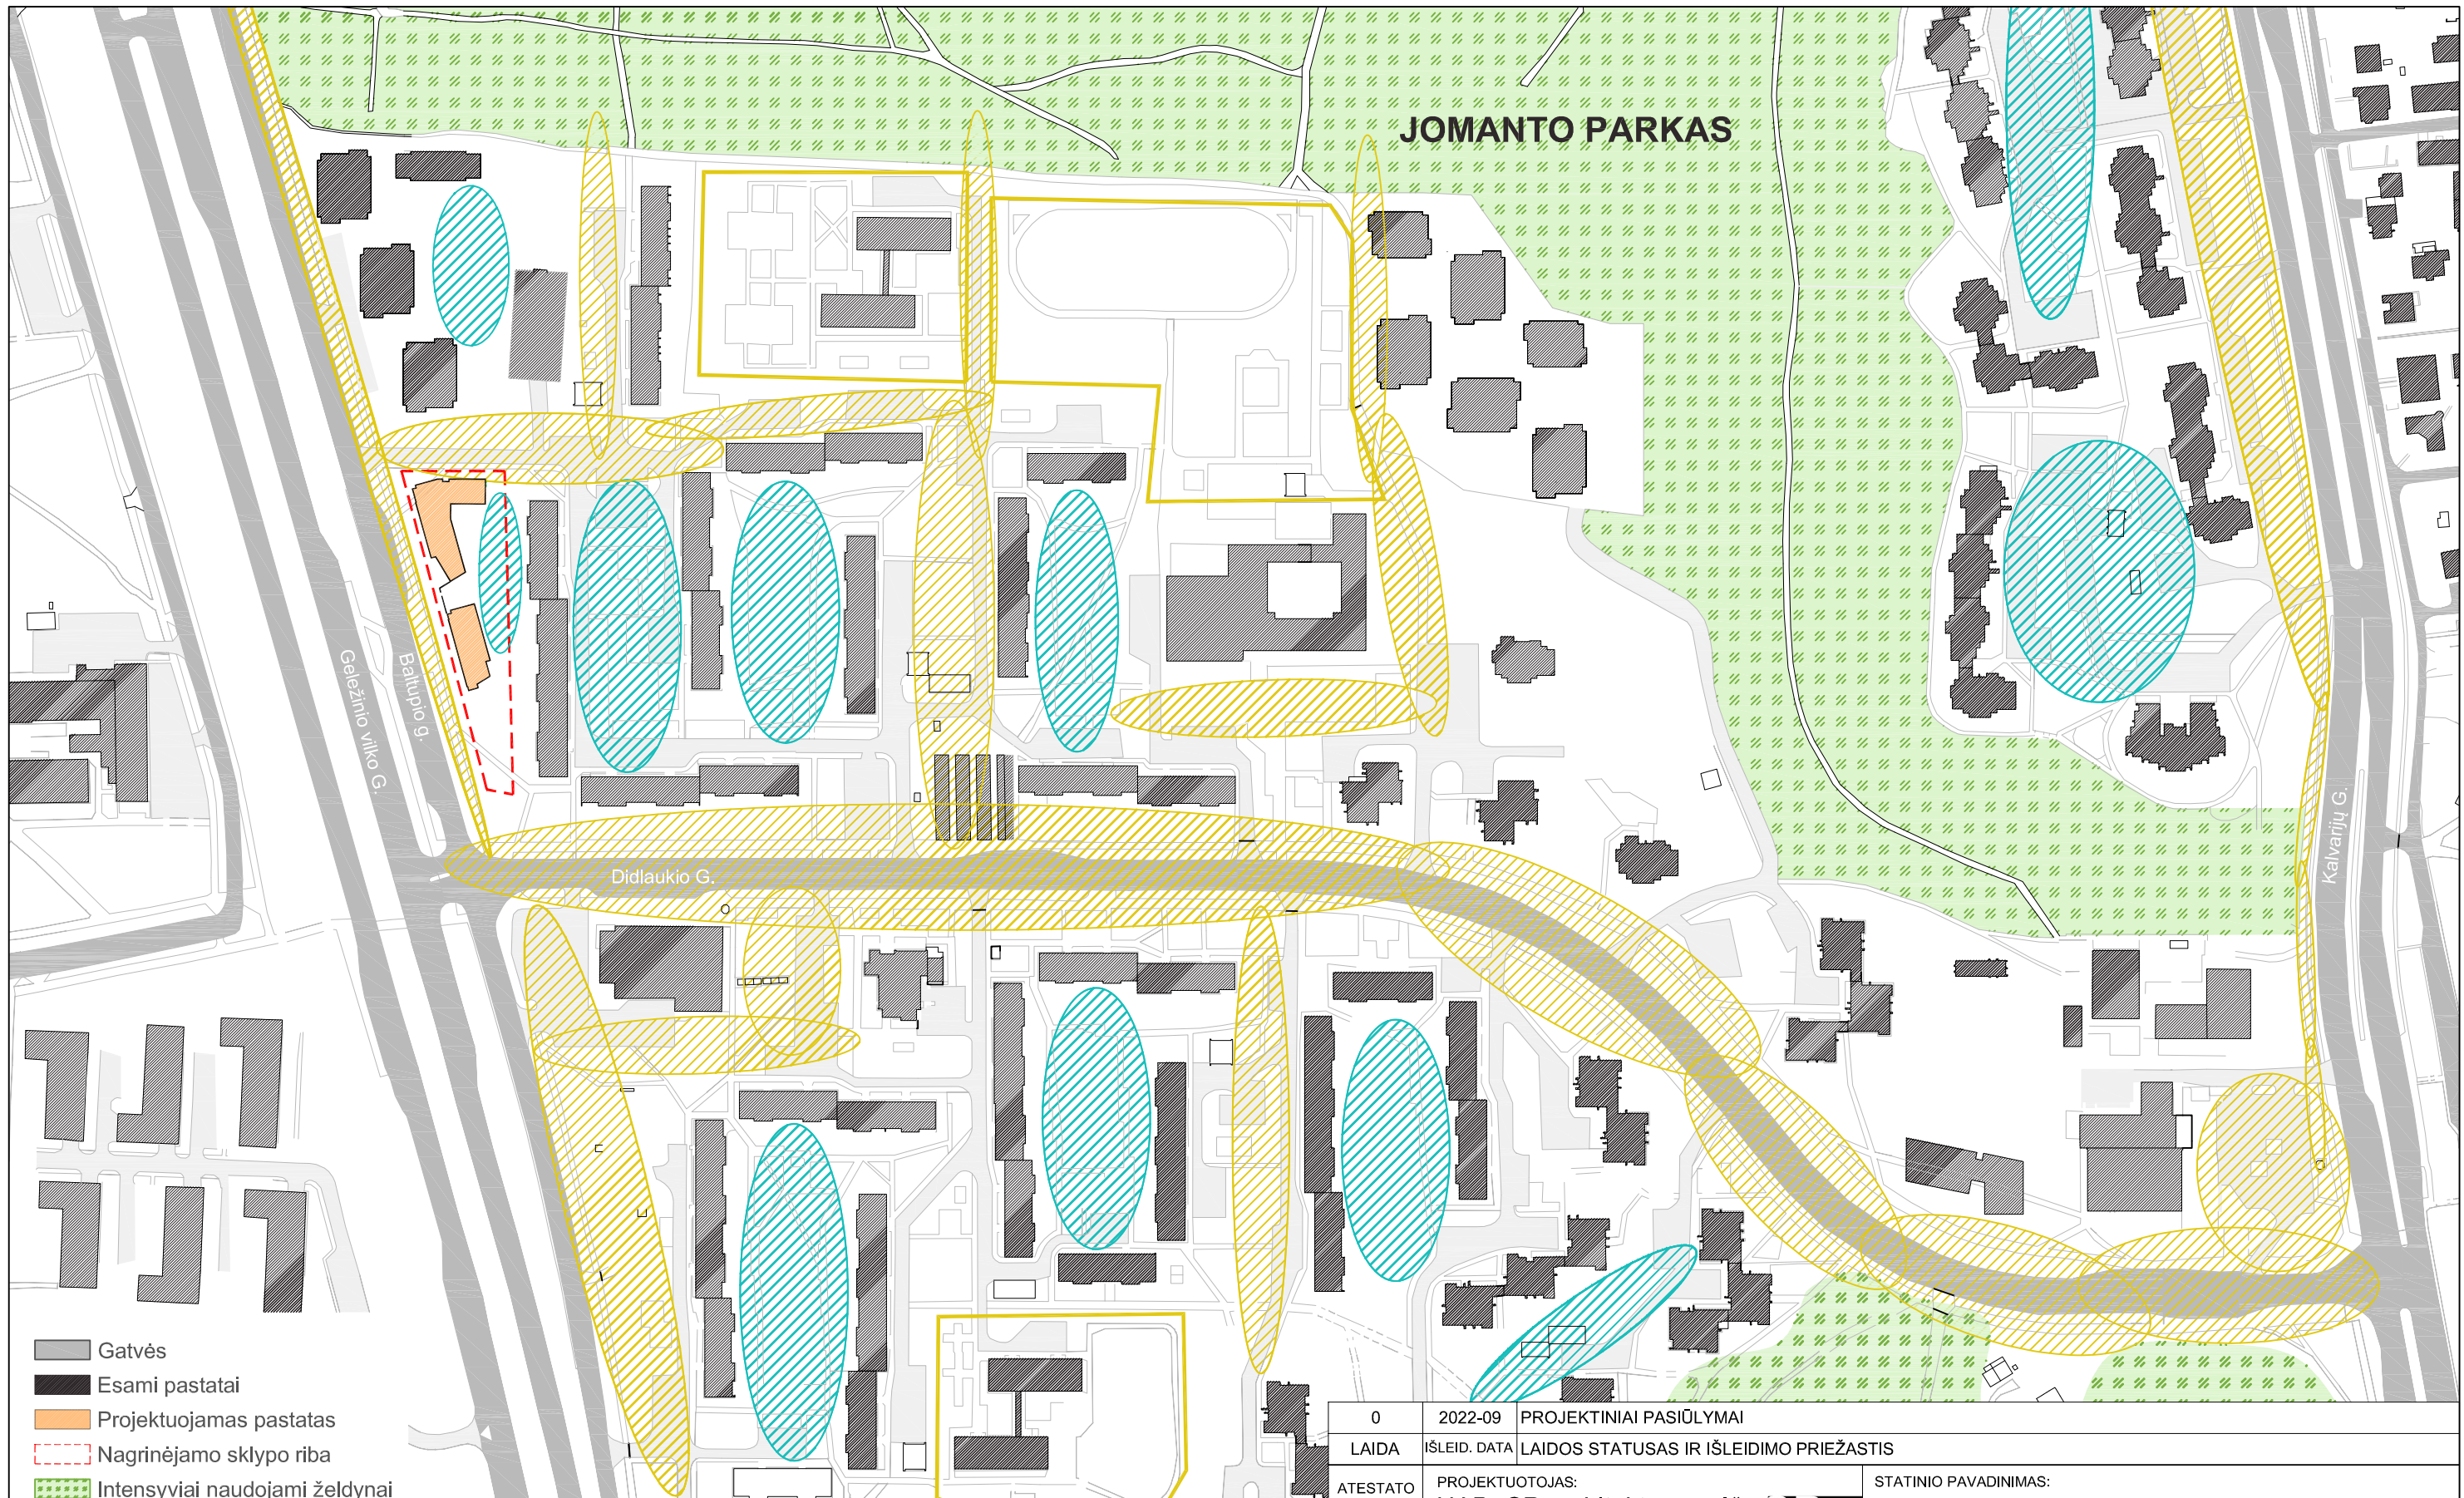 JOMANTO PARKAS
Geležinio vilko G.
Baltupio g.
Didlaukio G.
Kalvarijų G.
Gatvės
Esami pastatai
Projektuojamas pastatas
Nagrinėjamo sklypo riba
Intensyviai naudojami želdynai
0 2022-09 PROJEKTINIAI PASIŪLYMAI
LAIDA IŠLEID. DATA LAIDOS STATUSAS IR IŠLEIDIMO PRIEŽASTIS
ATESTATO PROJEKTUOTOJAS: STATINIO PAVADINIMAS: